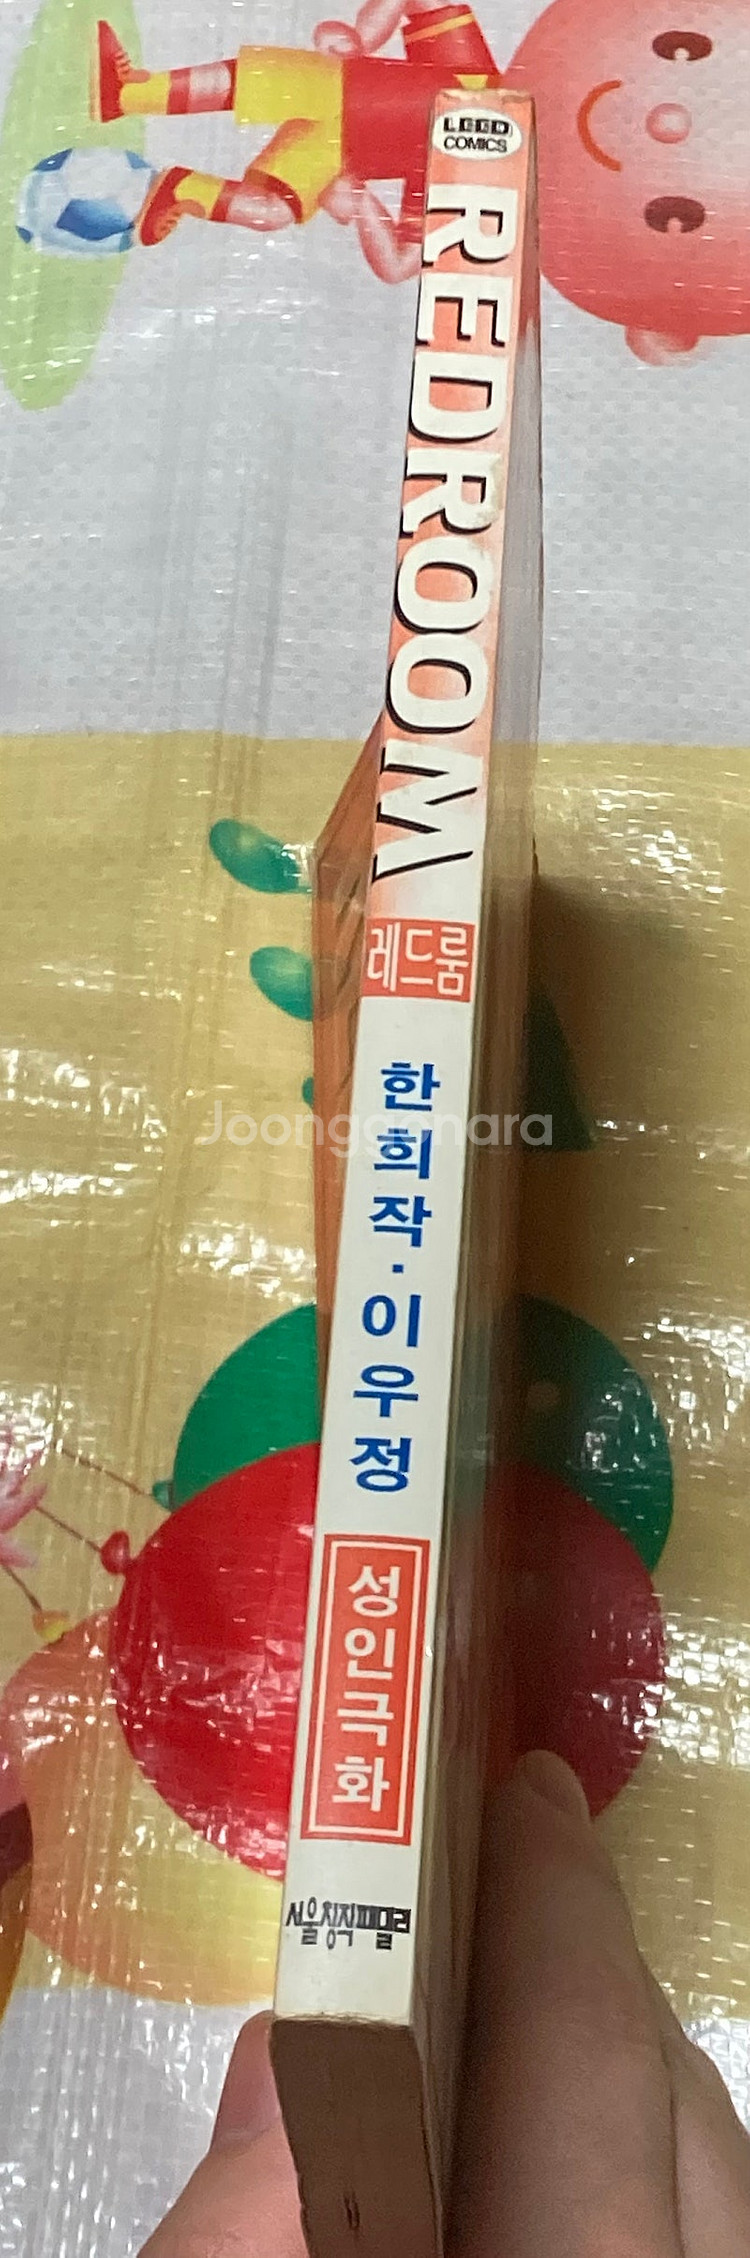 LEED
COMICS
REDROOM
레드룸
한희작·이우정
성인극화
서울창작패밀리
Joonggonara